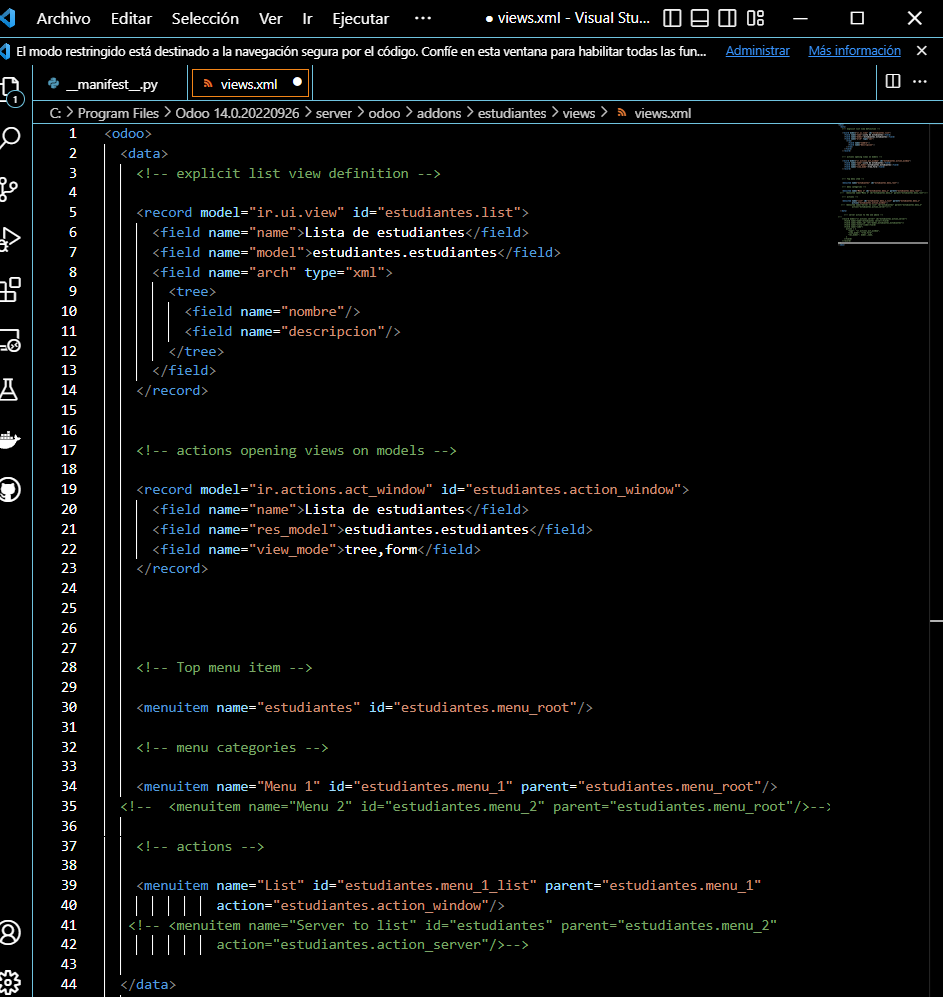 Archivo Editar Selección Ver Ir Ejecutar ··· ● views.xml - Visual Stu...
El modo restringido está destinado a la navegación segura por el código. Confíe en esta ventana para habilitar todas las fun... Administrar Más información
1
__manifest__.py views.xml
C: > Program Files > Odoo 14.0.20220926 > server > odoo > addons > estudiantes > views > views.xml
1 <odoo>
2 <data>
3 <!-- explicit list view definition -->
4
5 <record model="ir.ui.view" id="estudiantes.list">
6 <field name="name">Lista de estudiantes</field>
7 <field name="model">estudiantes.estudiantes</field>
8 <field name="arch" type="xml">
9 <tree>
10 <field name="nombre"/>
11 <field name="descripcion"/>
12 </tree>
13 </field>
14 </record>
15
16
17 <!-- actions opening views on models -->
18
19 <record model="ir.actions.act_window" id="estudiantes.action_window">
20 <field name="name">Lista de estudiantes</field>
21 <field name="res_model">estudiantes.estudiantes</field>
22 <field name="view_mode">tree,form</field>
23 </record>
24
25
26
27
28 <!-- Top menu item -->
29
30 <menuitem name="estudiantes" id="estudiantes.menu_root"/>
31
32 <!-- menu categories -->
33
34 <menuitem name="Menu 1" id="estudiantes.menu_1" parent="estudiantes.menu_root"/>
35 <!-- <menuitem name="Menu 2" id="estudiantes.menu_2" parent="estudiantes.menu_root"/>-->
36
37 <!-- actions -->
38
39 <menuitem name="List" id="estudiantes.menu_1_list" parent="estudiantes.menu_1"
40 action="estudiantes.action_window"/>
41 <!-- <menuitem name="Server to list" id="estudiantes" parent="estudiantes.menu_2"
42 action="estudiantes.action_server"/>-->
43
44 </data>